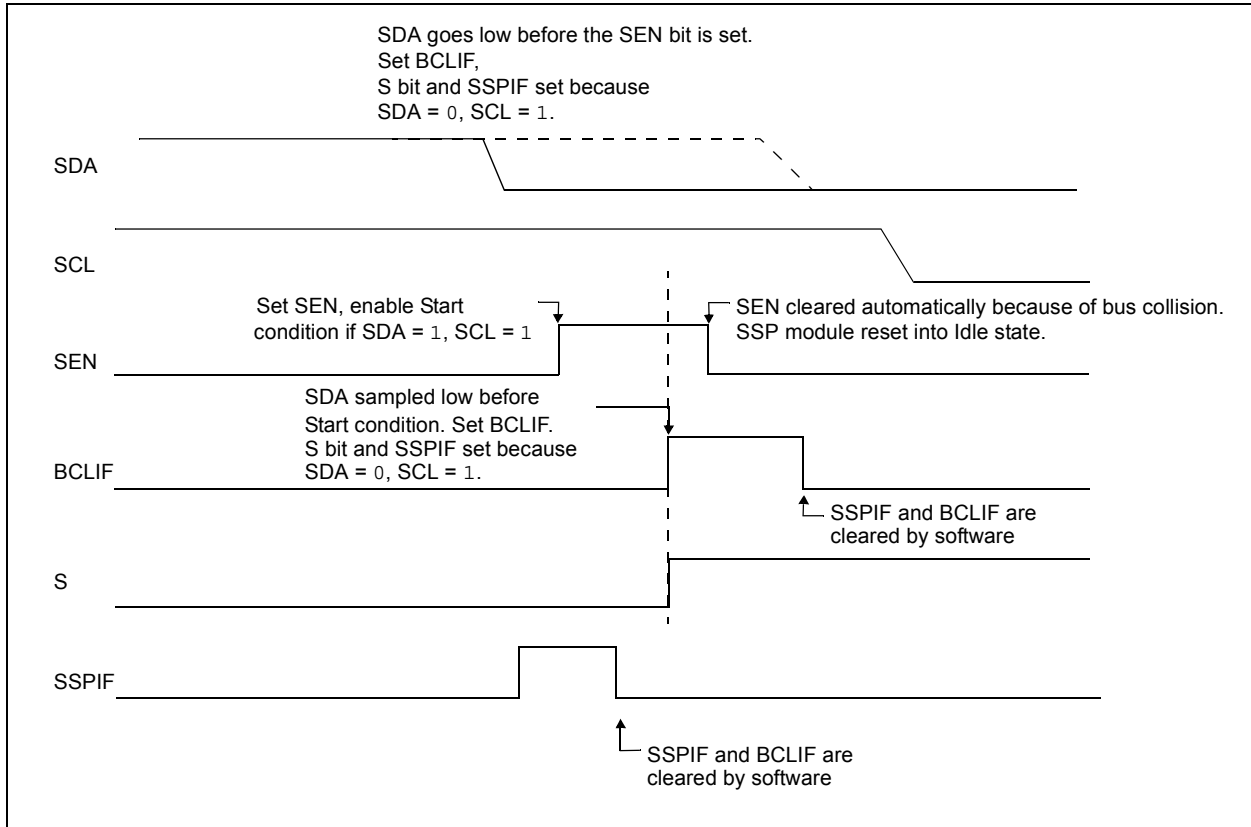 SDA goes low before the SEN bit is set.
Set BCLIF,
S bit and SSPIF set because
SDA = 0, SCL = 1.
SDA
SCL
Set SEN, enable Start
condition if SDA = 1, SCL = 1
SEN cleared automatically because of bus collision.
SSP module reset into Idle state.
SEN
SDA sampled low before
Start condition. Set BCLIF.
S bit and SSPIF set because
SDA = 0, SCL = 1.
BCLIF
SSPIF and BCLIF are
cleared by software
S
SSPIF
SSPIF and BCLIF are
cleared by software